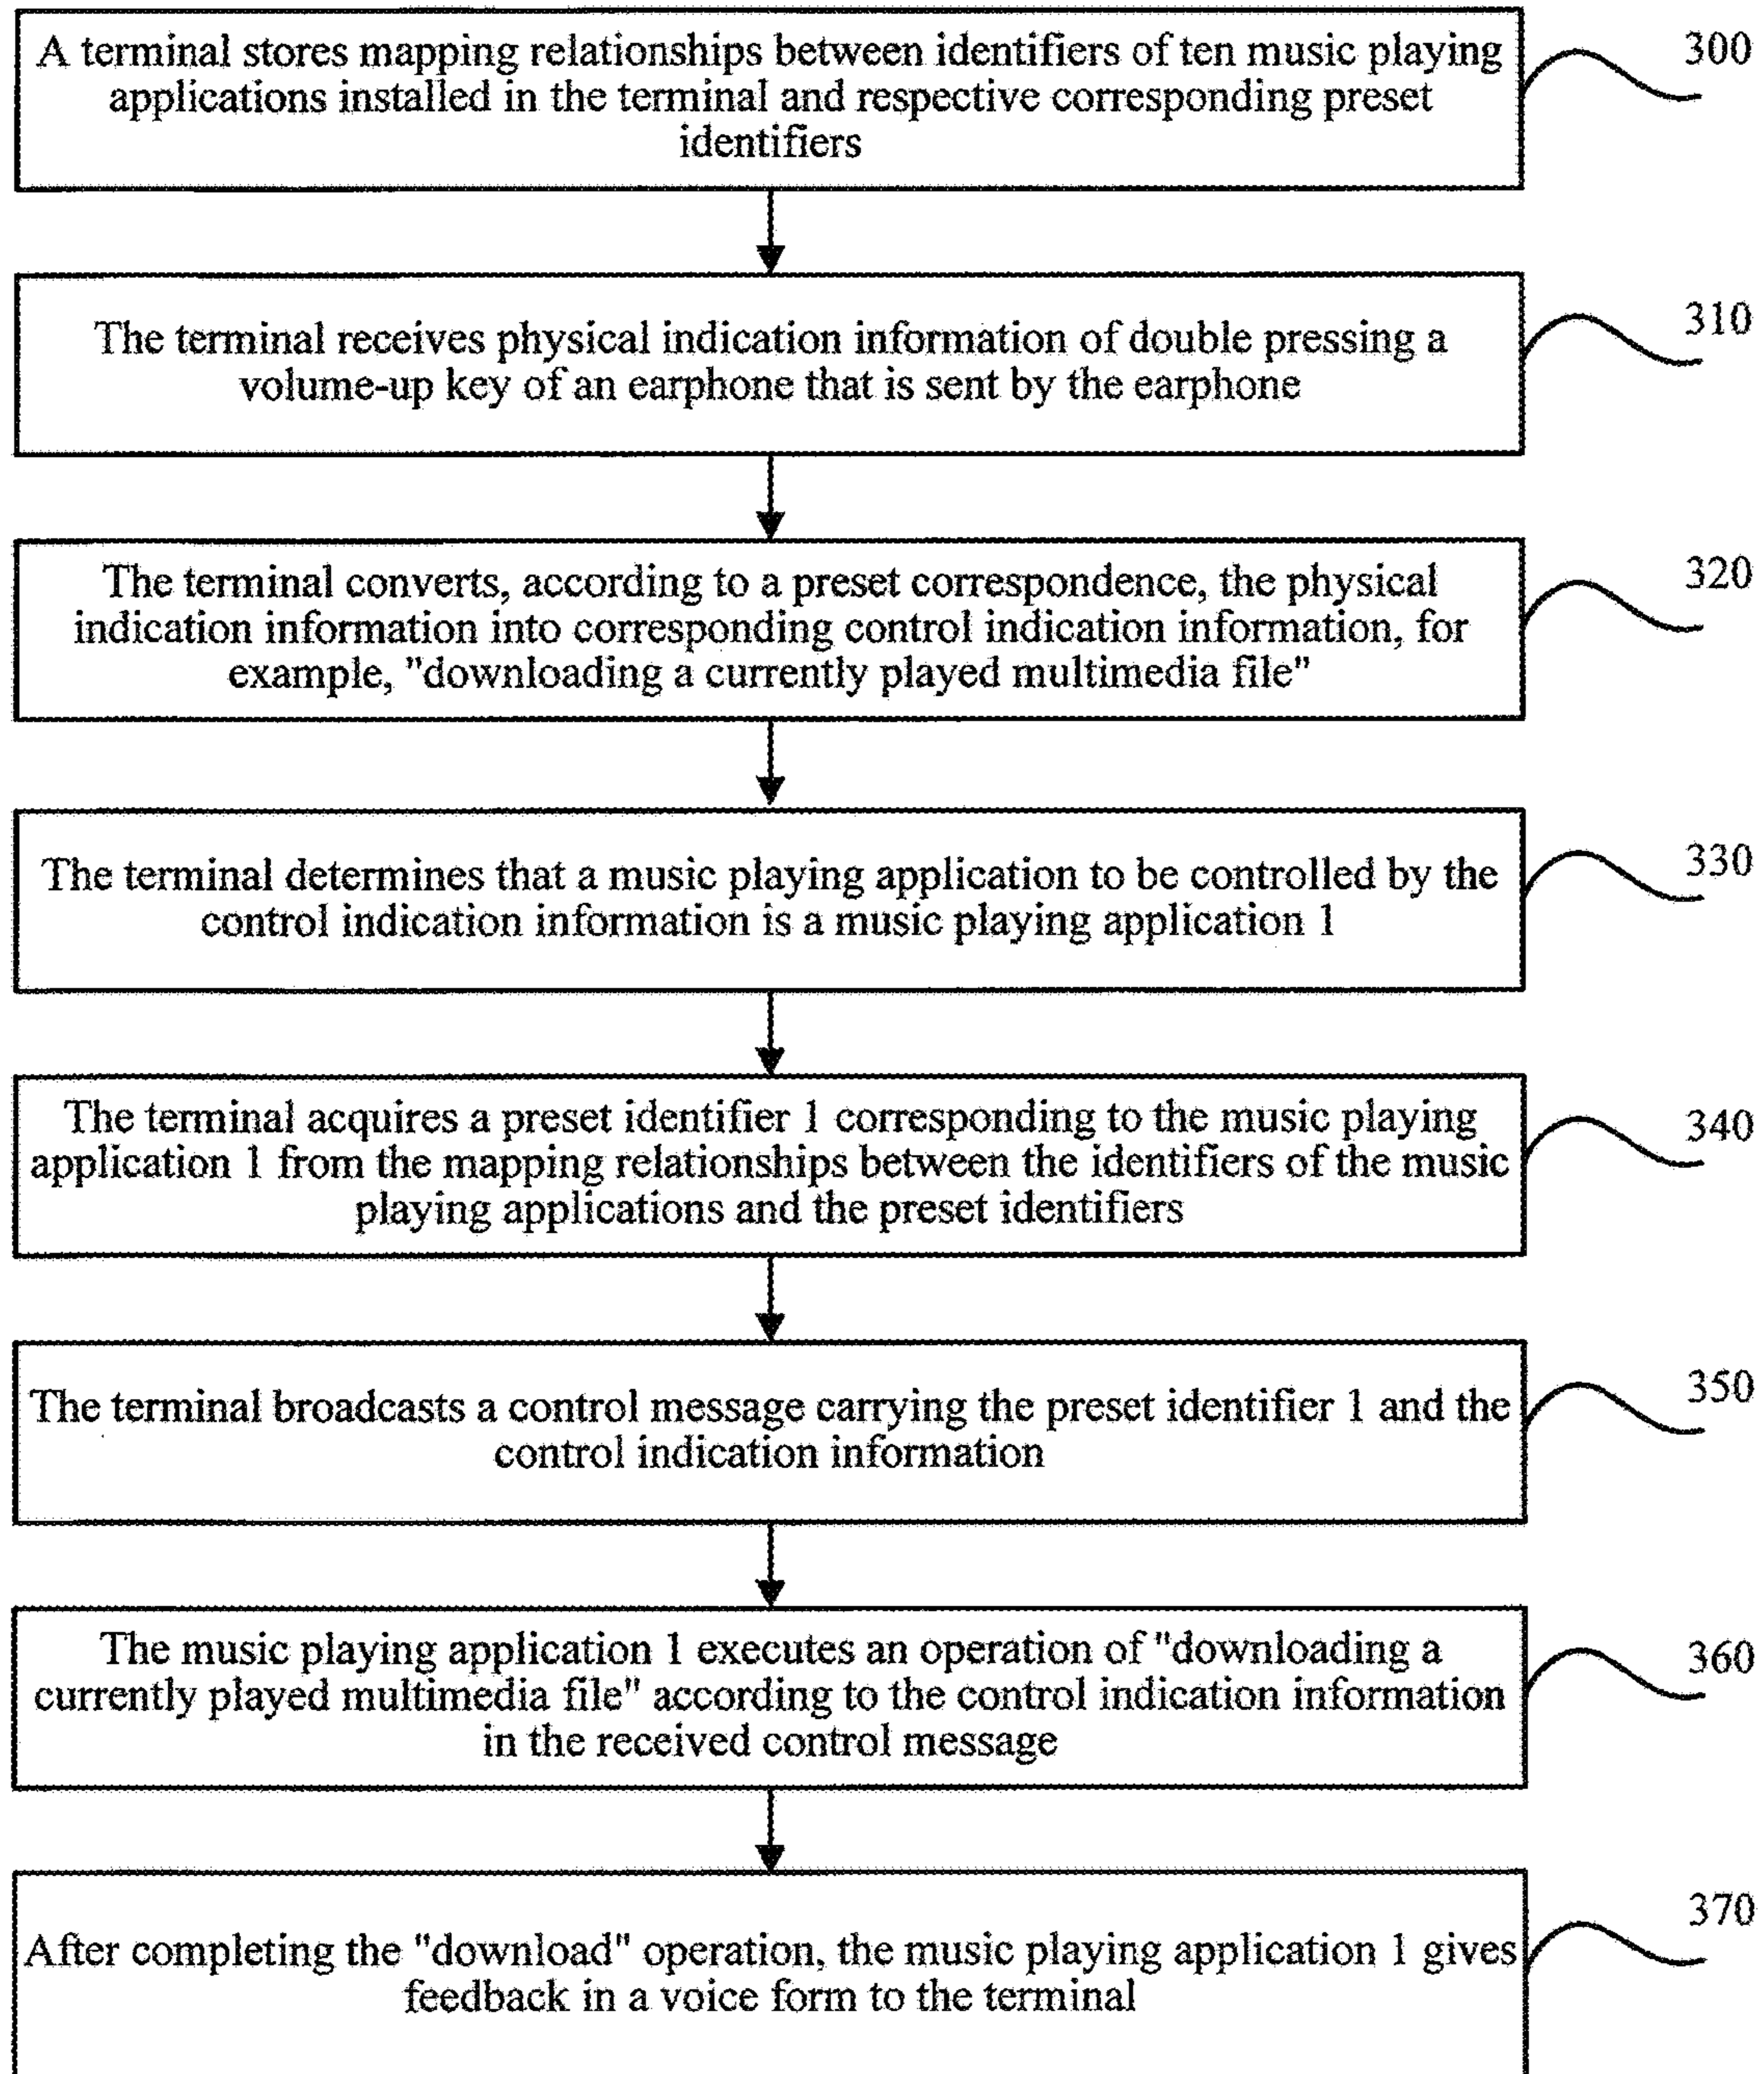 A terminal stores mapping relationships between identifiers of ten music playing
applications installed in the terminal and respective corresponding preset
identifiers
300
The terminal receives physical indication information of double pressing a
volume-up key of an earphone that is sent by the earphone
310
The terminal converts, according to a preset correspondence, the physical
indication information into corresponding control indication information, for
example, "downloading a currently played multimedia file"
320
The terminal determines that a music playing application to be controlled by the
control indication information is a music playing application 1
330
The terminal acquires a preset identifier 1 corresponding to the music playing
application 1 from the mapping relationships between the identifiers of the music
playing applications and the preset identifiers
340
The terminal broadcasts a control message carrying the preset identifier 1 and the
control indication information
350
The music playing application 1 executes an operation of "downloading a
currently played multimedia file" according to the control indication information
in the received control message
360
After completing the "download" operation, the music playing application 1 gives
feedback in a voice form to the terminal
370